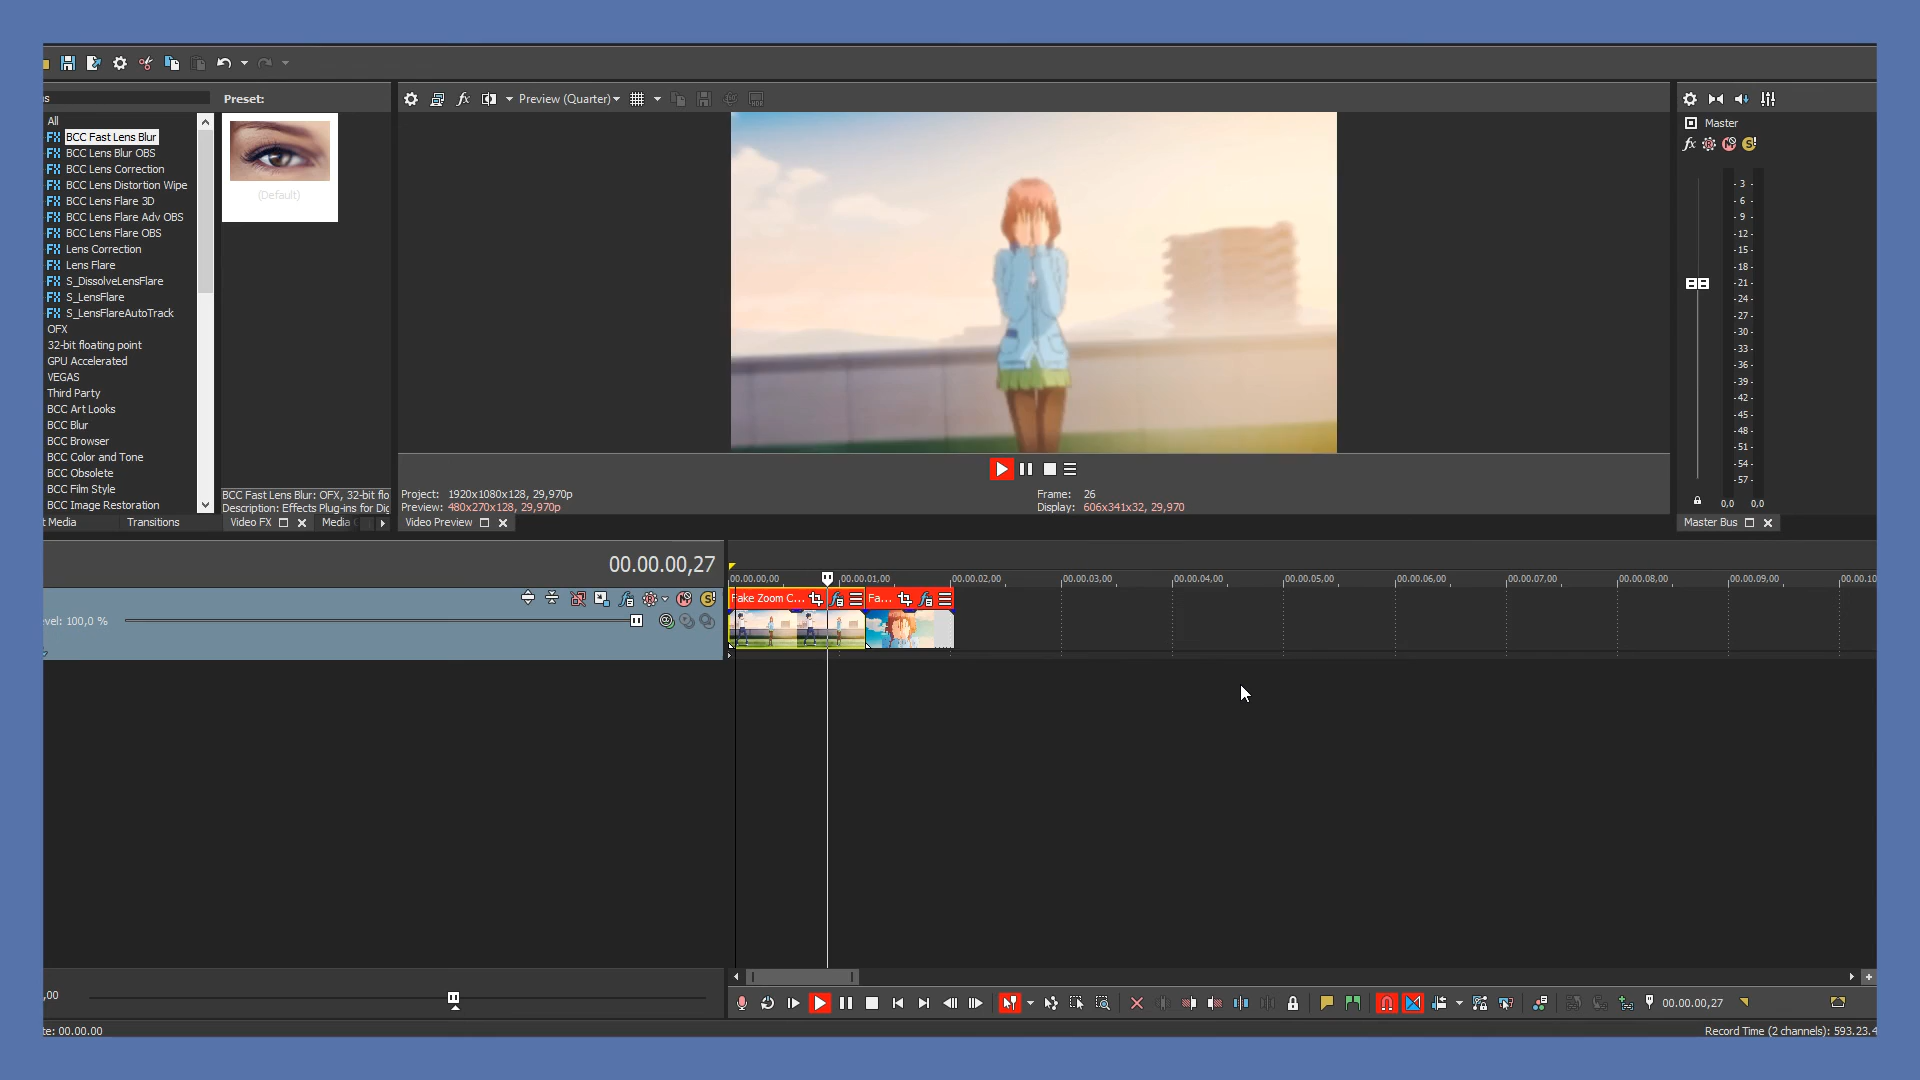 Preset:
Preview (Quarter)
All
BCC Fast Lens Blur
BCC Lens Blur OBS
BCC Lens Correction
BCC Lens Distortion Wipe
BCC Lens Flare 3D
BCC Lens Flare Adv OBS
BCC Lens Flare OBS
Lens Correction
Lens Flare
S_DissolveLensFlare
S_LensFlare
S_LensFlareAutoTrack
OFX
32-bit floating point
GPU Accelerated
VEGAS
Third Party
BCC Art Looks
BCC Blur
BCC Browser
BCC Color and Tone
BCC Obsolete
BCC Film Style
BCC Image Restoration
t Media
Transitions
(Default)
BCC Fast Lens Blur: OFX, 32-bit flo
Description: Effects Plug-ins for Dig
Video FX
Media
Project: 1920x1080x128, 29,970p
Preview: 480x270x128, 29,970p
Video Preview
Frame: 26
Display: 606x341x32, 29,970
Master
- 3 -
- 6 -
- 9 -
- 12 -
- 15 -
- 18 -
- 21 -
- 24 -
- 27 -
- 30 -
- 33 -
- 36 -
- 39 -
- 42 -
- 45 -
- 48 -
- 51 -
- 54 -
- 57 -
0,0 0,0
Master Bus
00.00.00,27
00.00.00,00 00.00.01,00 00.00.02,00 00.00.03,00 00.00.04,00 00.00.05,00 00.00.06,00 00.00.07,00 00.00.08,00 00.00.09,00 00.00.10
Fake Zoom C... Fa...
evel: 100,0 %
,00
00.00.00,27
te: 00.00.00
Record Time (2 channels): 593.23.4